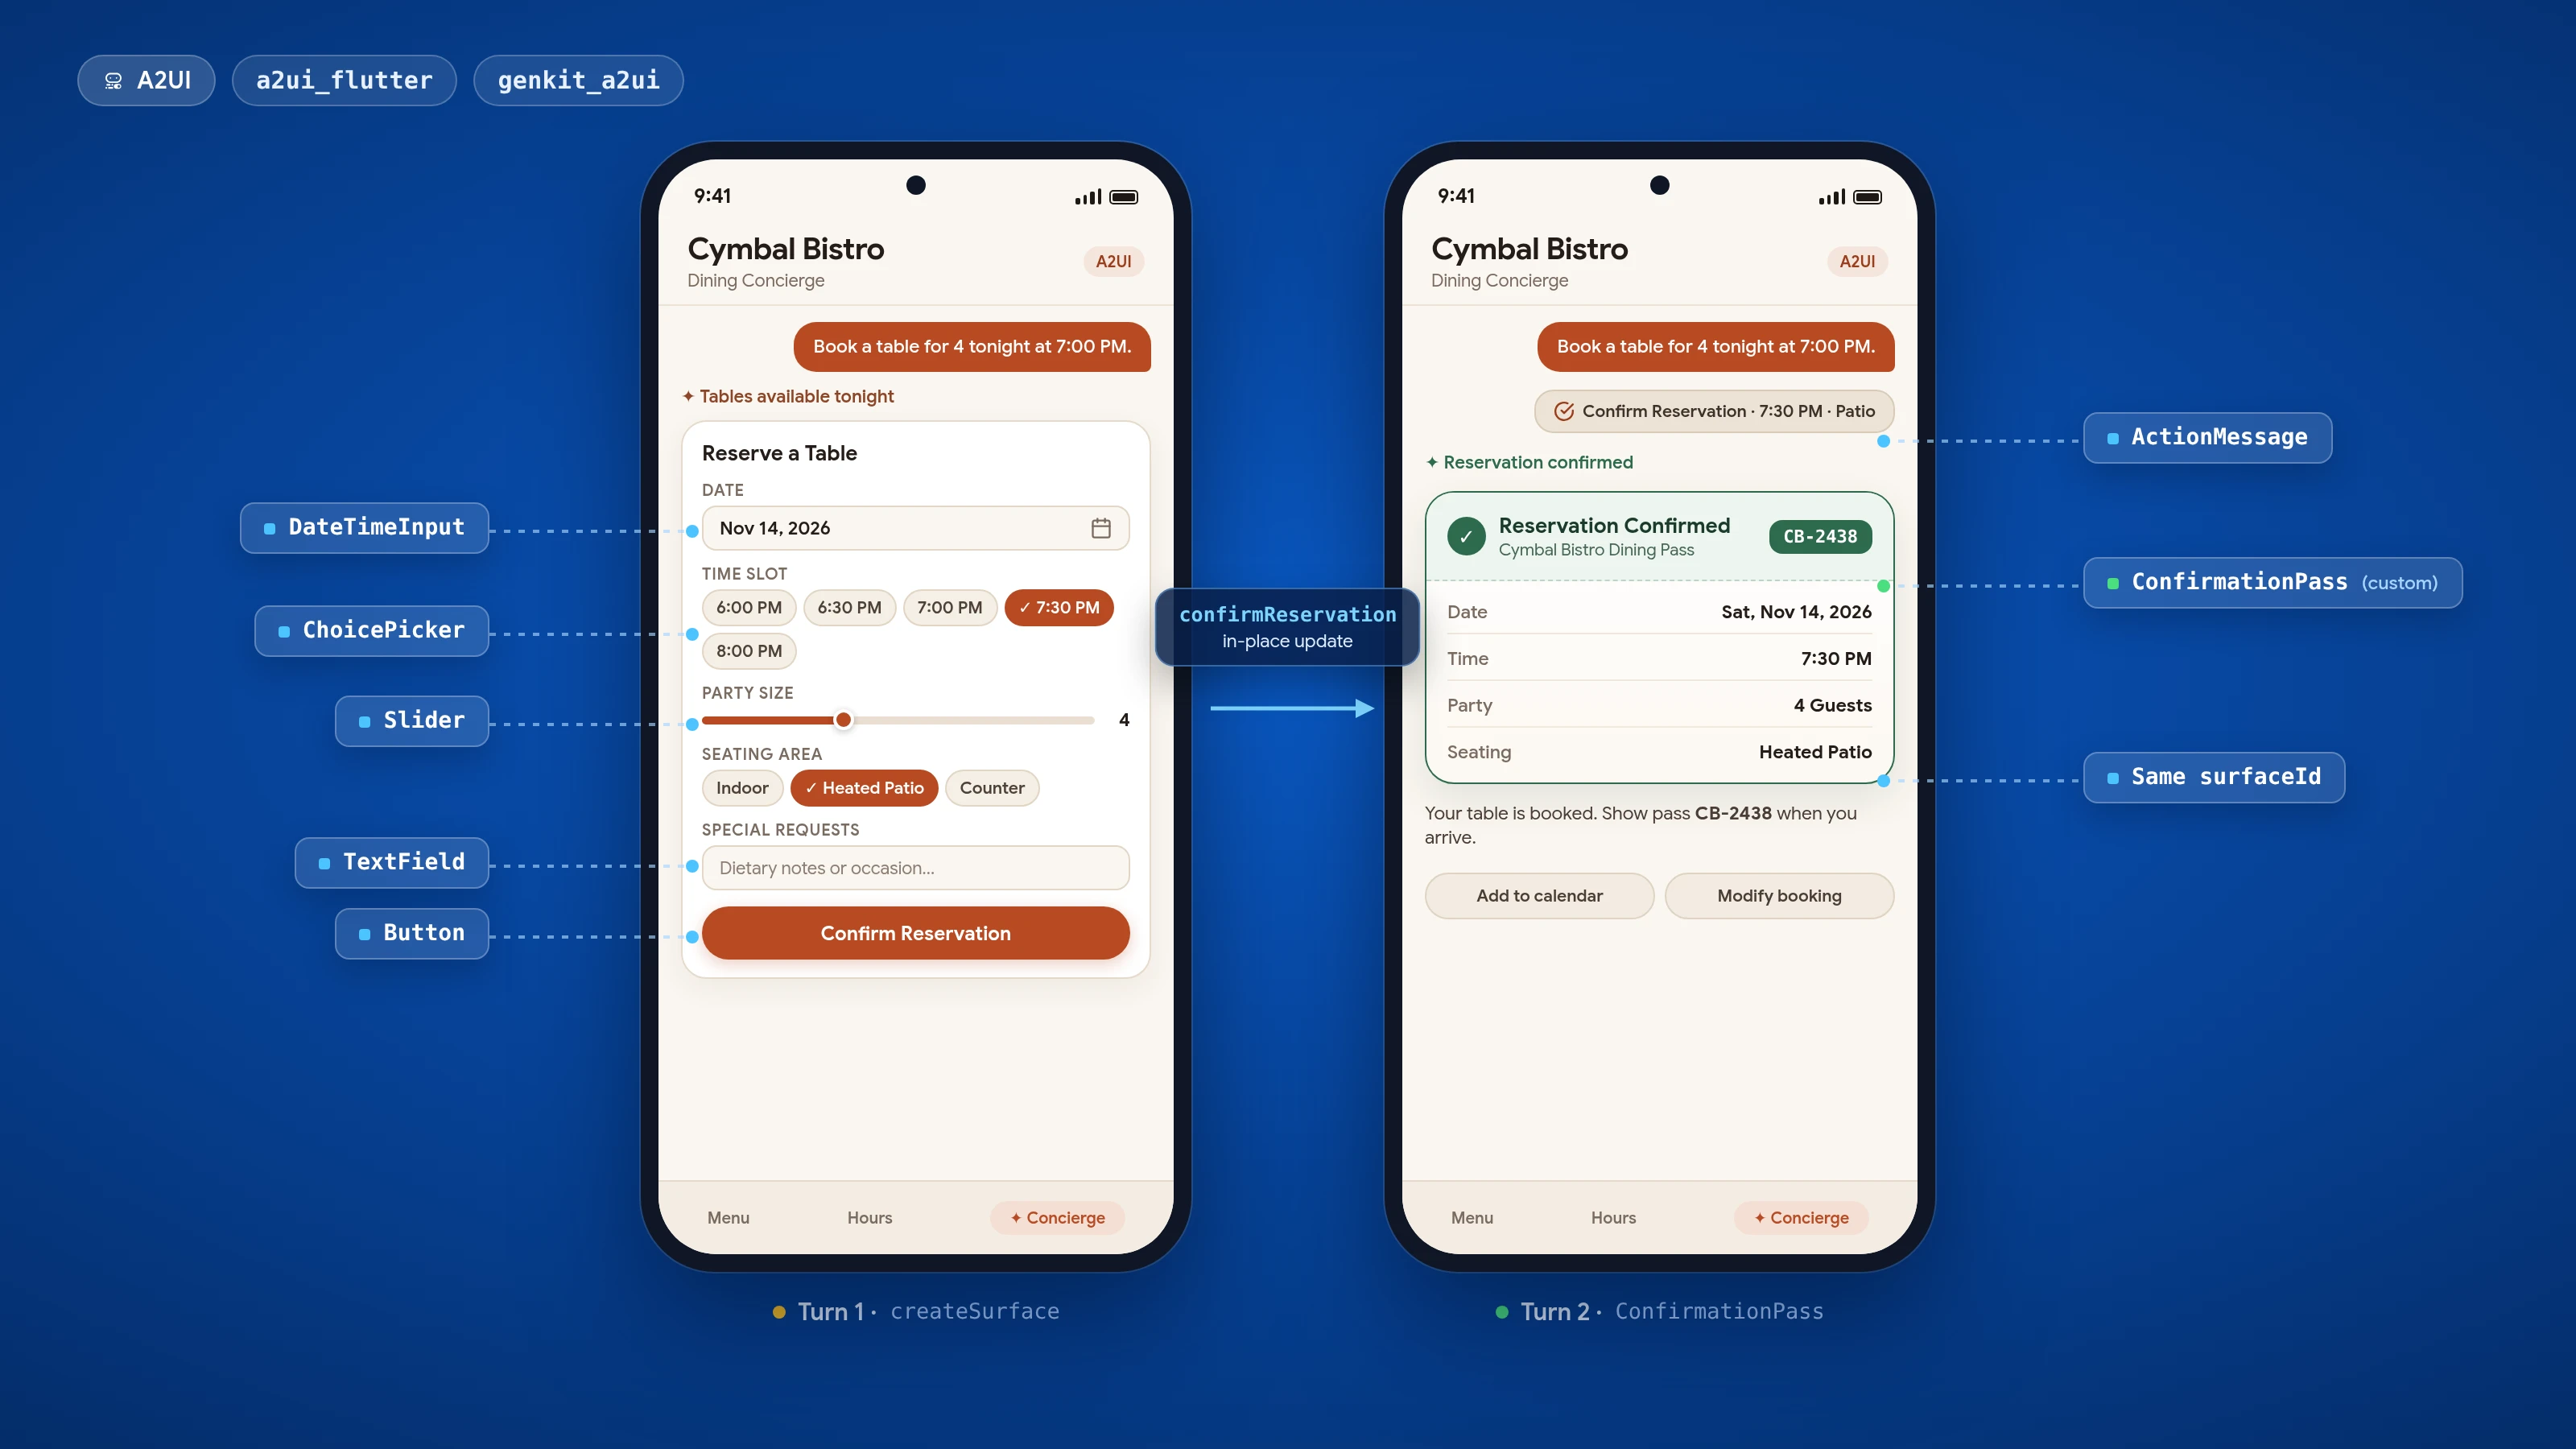 A2UI
a2ui_flutter
genkit_a2ui
9:41
Cymbal Bistro
Dining Concierge
A2UI
Book a table for 4 tonight at 7:00 PM.
✦ Tables available tonight
Reserve a Table
DATE
Nov 14, 2026
TIME SLOT
6:00 PM
6:30 PM
7:00 PM
✓ 7:30 PM
8:00 PM
PARTY SIZE
4
SEATING AREA
Indoor
✓ Heated Patio
Counter
SPECIAL REQUESTS
Dietary notes or occasion...
Confirm Reservation
Menu
Hours
✦ Concierge
DateTimeInput
ChoicePicker
Slider
TextField
Button
Turn 1 · createSurface
confirmReservation
in-place update
9:41
Cymbal Bistro
Dining Concierge
A2UI
Book a table for 4 tonight at 7:00 PM.
Confirm Reservation · 7:30 PM · Patio
✦ Reservation confirmed
✓
Reservation Confirmed
Cymbal Bistro Dining Pass
CB-2438
Date
Sat, Nov 14, 2026
Time
7:30 PM
Party
4 Guests
Seating
Heated Patio
Your table is booked. Show pass CB-2438 when you
arrive.
Add to calendar
Modify booking
Menu
Hours
✦ Concierge
ActionMessage
ConfirmationPass (custom)
Same surfaceId
Turn 2 · ConfirmationPass